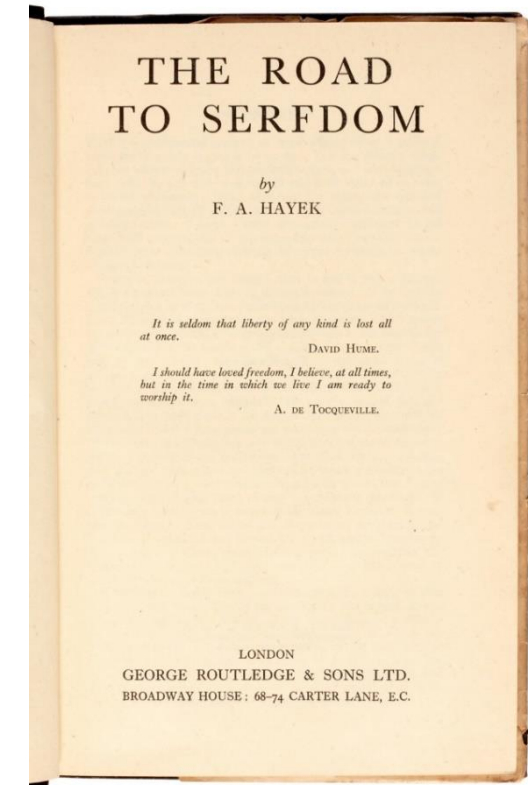 THE ROAD
TO SERFDOM
by
F. A. HAYEK
It is seldom that liberty of any kind is lost all
at once.
DAVID HUME.
I should have loved freedom, I believe, at all times,
but in the time in which we live I am ready to
worship it.
A. DE TOCQUEVILLE.
LONDON
GEORGE ROUTLEDGE & SONS LTD.
BROADWAY HOUSE: 68–74 CARTER LANE, E.C.